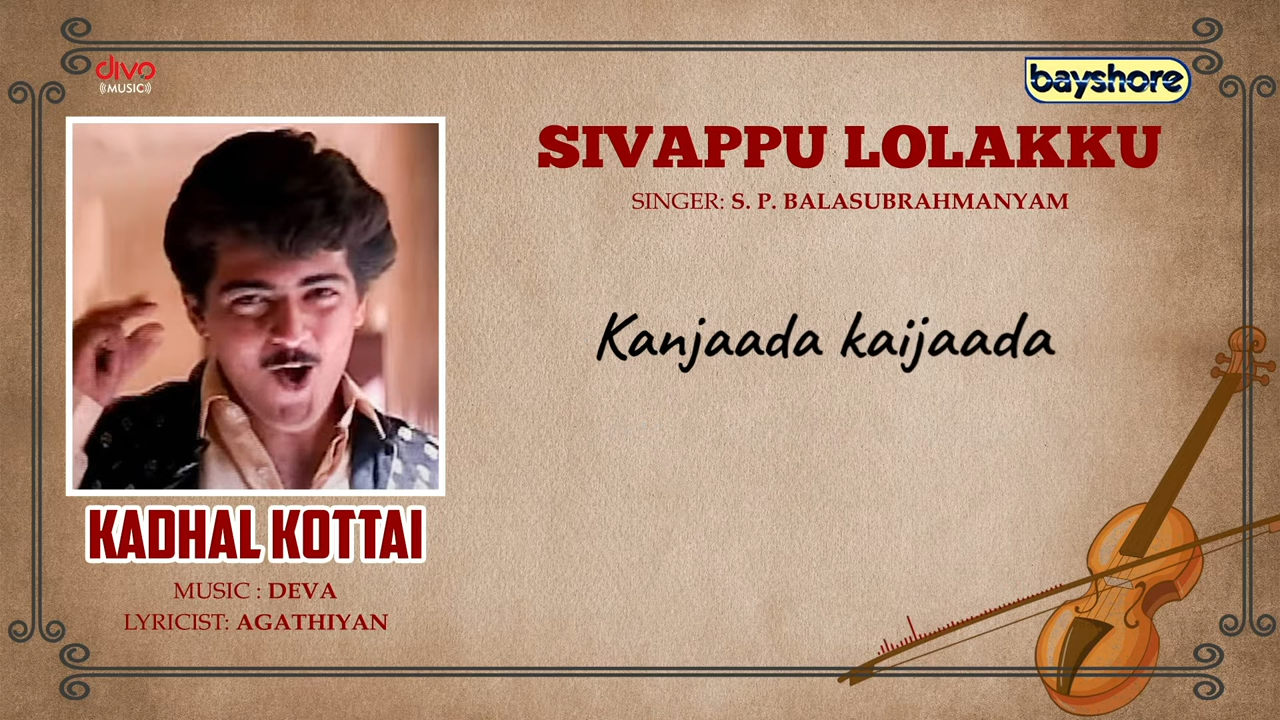 divo
MUSIC
bayshore
SIVAPPU LOLAKKU
SINGER: S. P. BALASUBRAHMANYAM
Kanjaada kaijaada
KADHAL KOTTAI
MUSIC : DEVA
LYRICIST: AGATHIYAN